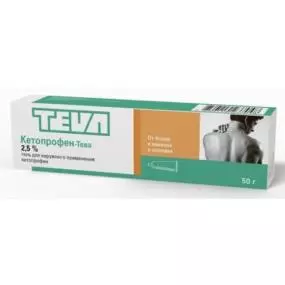 TEVA
Кетопрофен-Тева
2,5 %
гель для наружного применения
кетопрофен
От боли
в мышцах
и суставах
50 г